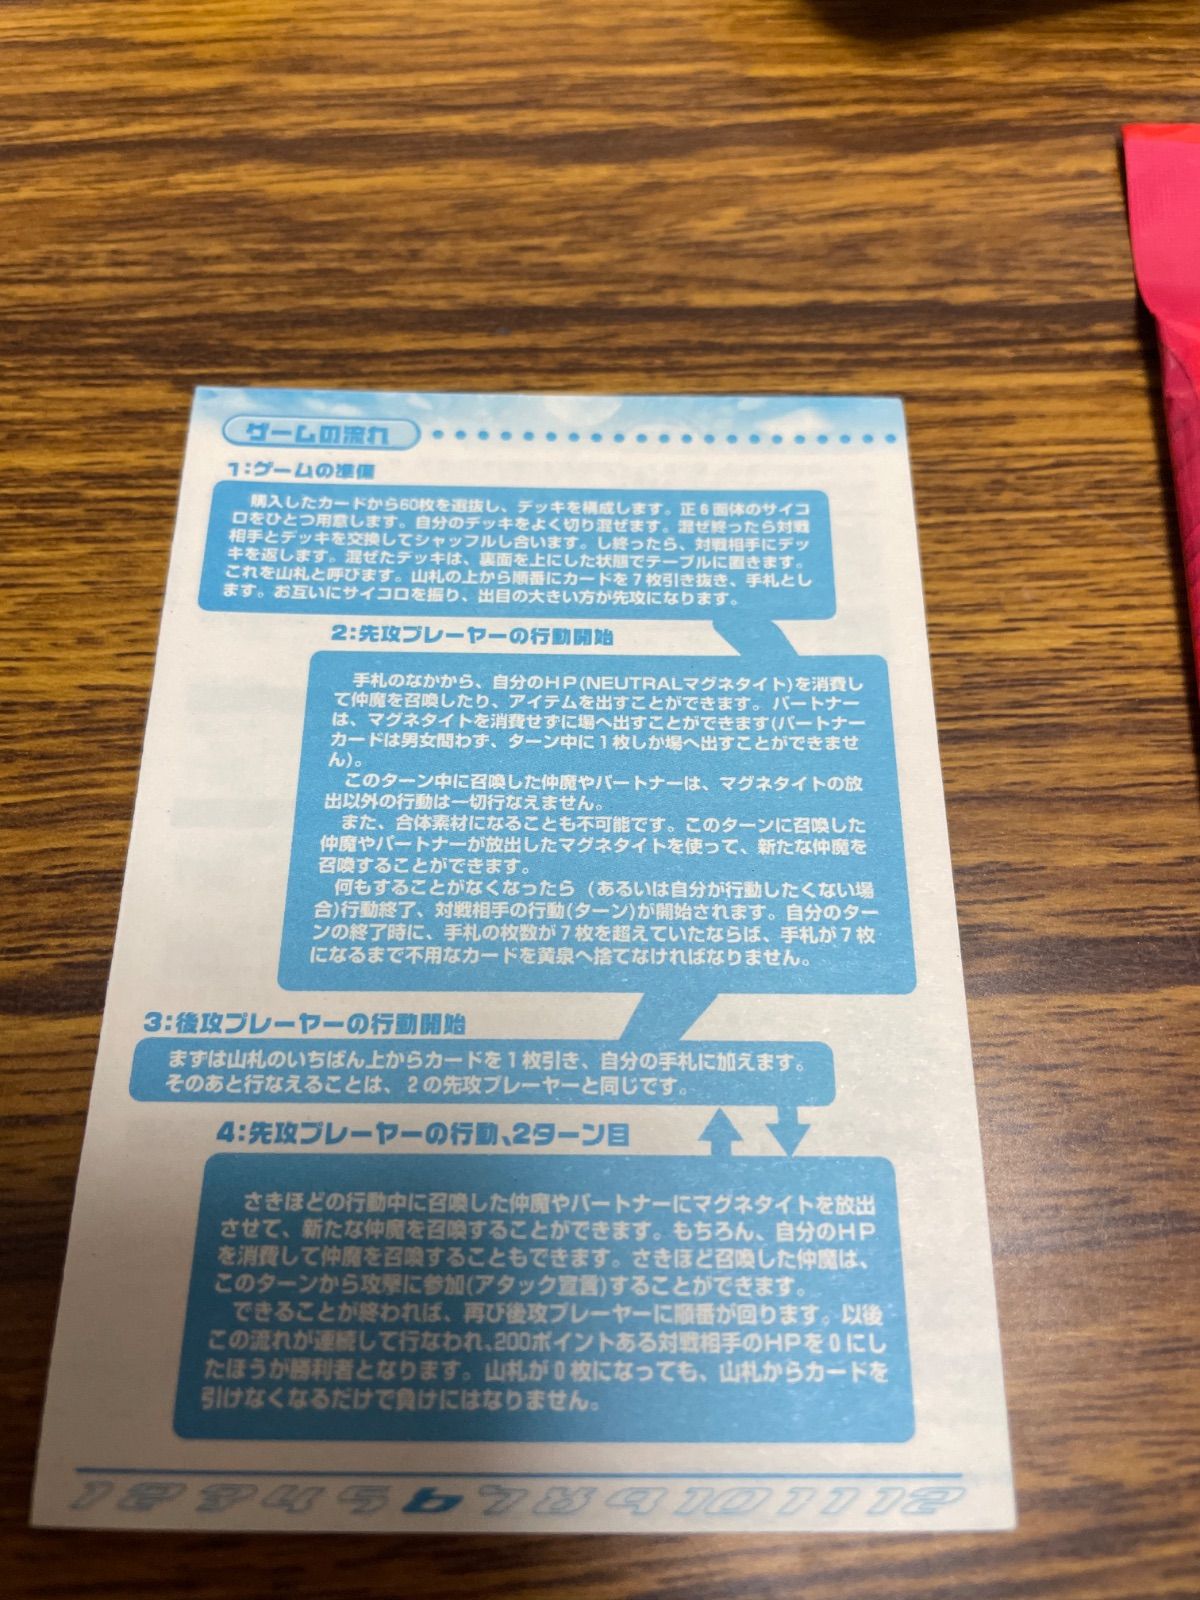 ゲームの流れ
1:ゲームの準備
購入したカードから60枚を選抜し、デッキを構成します。正6面体のサイコ
ロをひとつ用意します。自分のデッキをよく切り混ぜます。混ぜ終ったら対戦
相手とデッキを交換してシャッフルし合います。し終ったら、対戦相手にデッ
キを返します。混ぜたデッキは、裏面を上にした状態でテーブルに置きます。
これを山札と呼びます。山札の上から順番にカードを7枚引き抜き、手札とし
ます。お互いにサイコロを振り、出目の大きい方が先攻になります。
2:先攻プレーヤーの行動開始
手札のなかから、自分のHP(NEUTRALマグネタイト)を消費し
て仲魔を召喚したり、アイテムを出すことができます。パートナー
は、マグネタイトを消費せずに場へ出すことができます(パートナー
カードは男女問わず、ターン中に1枚しか場へ出すことができませ
ん)。
このターン中に召喚した仲魔やパートナーは、マグネタイトの放
出以外の行動は一切行なえません。
また、合体素材になることも不可能です。このターンに召喚した
仲魔やパートナーが放出したマグネタイトを使って、新たな仲魔を
召喚することができます。
何もすることがなくなったら(あるいは自分が行動したくない場
合)行動終了、対戦相手の行動(ターン)が開始されます。自分のター
ンの終了時に、手札の枚数が7枚を超えていたならば、手札が7枚
になるまで不用なカードを黄泉へ捨てなければなりません。
3:後攻プレーヤーの行動開始
まずは山札のいちばん上からカードを1枚引き、自分の手札に加えます。
そのあと行なえることは、2の先攻プレーヤーと同じです。
4:先攻プレーヤーの行動、2ターン目
さきほどの行動中に召喚した仲魔やパートナーにマグネタイトを放出
させて、新たな仲魔を召喚することができます。もちろん、自分のHP
を消費して仲魔を召喚することもできます。さきほど召喚した仲魔は、
このターンから攻撃に参加(アタック宣言)することができます。
できることが終われば、再び後攻プレーヤーに順番が回ります。以後
この流れが連続して行なわれ、200ポイントある対戦相手のHPを0にし
たほうが勝利者となります。山札が0枚になっても、山札からカードを
引けなくなるだけで負けにはなりません。
1 2 3 4 5 6 7 8 9 10 11 12